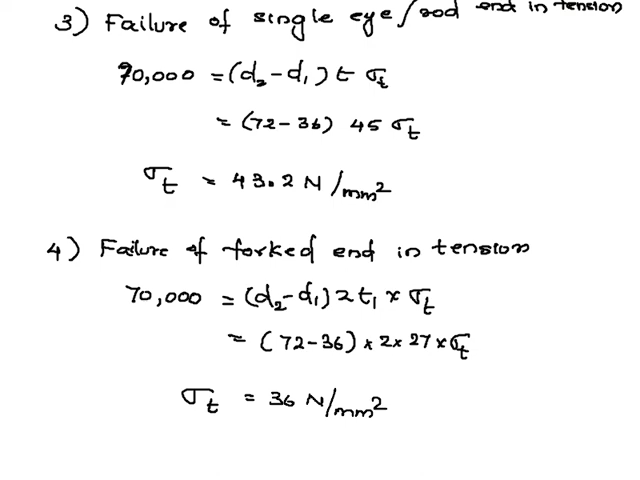 3) Failure of single eye/rod end in tension
70,000 = (d₂-d₁) t σt
= (72-36) 45 σt
σt = 43.2 N/mm²
4) Failure of forked end in tension
70,000 = (d₂-d₁) 2 t₁ × σt
= (72-36) × 2 × 27 × σt
σt = 36 N/mm²